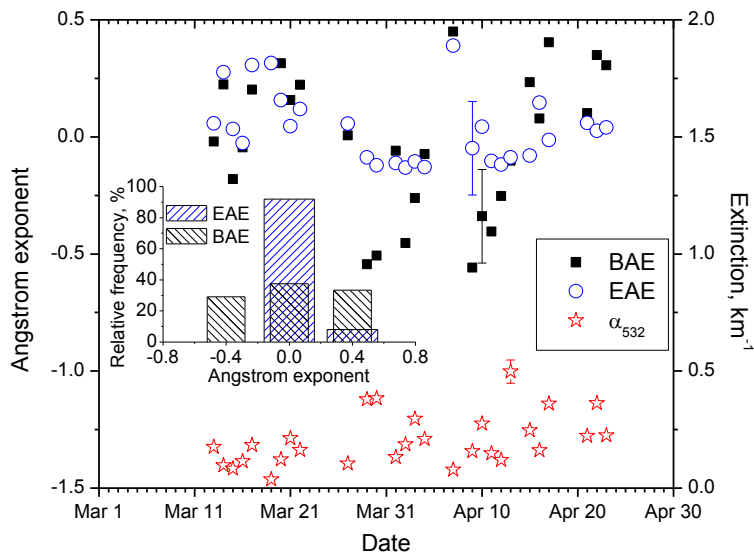 0.5
0.0
-0.5
-1.0
-1.5
Angstrom exponent
2.0
1.5
1.0
0.5
0.0
Extinction, km⁻¹
100
80
60
40
20
0
Relative frequency, %
EAE
BAE
-0.8 -0.4 0.0 0.4 0.8
Angstrom exponent
BAE
EAE
α₅₃₂
Mar 1 Mar 11 Mar 21 Mar 31 Apr 10 Apr 20 Apr 30
Date